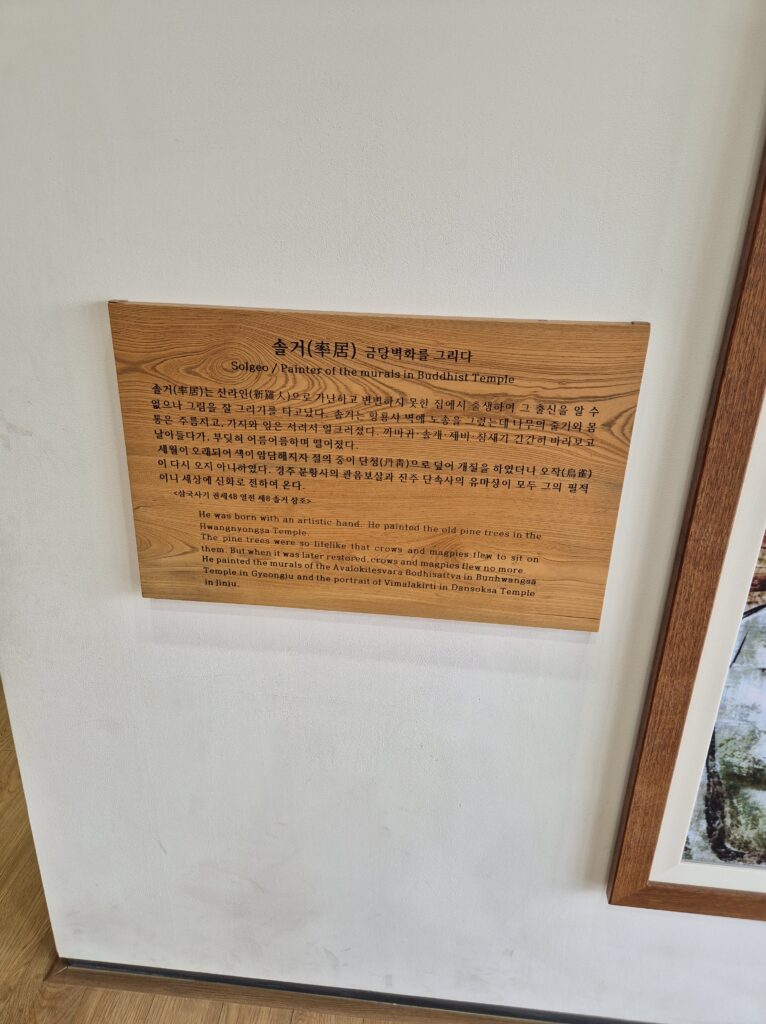 솔거(率居) 금당벽화를 그리다
Solgeo / Painter of the murals in Buddhist Temple
솔거(率居)는 신라인(新羅人)으로 가난하고 변변하지 못한 집에서 출생하여 그 출신을 알 수
없으나 그림을 잘 그리기를 타고났다. 솔거는 황룡사 벽에 노송을 그렸는데 나무의 줄기와 몸
통은 주름지고, 가지와 잎은 서려서 얼크러졌다. 까마귀·솔개·제비·참새가 간간히 바라보고
날아들다가, 부딪혀 어름어름하며 떨어졌다.
세월이 오래되어 색이 암담해지자 절의 중이 단청(丹靑)으로 덮어 개칠을 하였더니 오작(烏雀)
이 다시 오지 아니하였다. 경주 분황사의 관음보살과 진주 단속사의 유마상이 모두 그의 필적
이니 세상에 신화로 전하여 온다.
<삼국사기 권제48 열전 제8 솔거 참조>
He was born with an artistic hand. He painted the old pine trees in the
Hwangnyongsa Temple.
The pine trees were so lifelike that crows and magpies flew to sit on
them. But when it was later restored, crows and magpies flew no more.
He painted the murals of the Avalokitesvara Bodhisattva in Bunhwangsa
Temple in Gyeongju and the portrait of Vimalakirti in Dansoksa Temple
in Jinju.